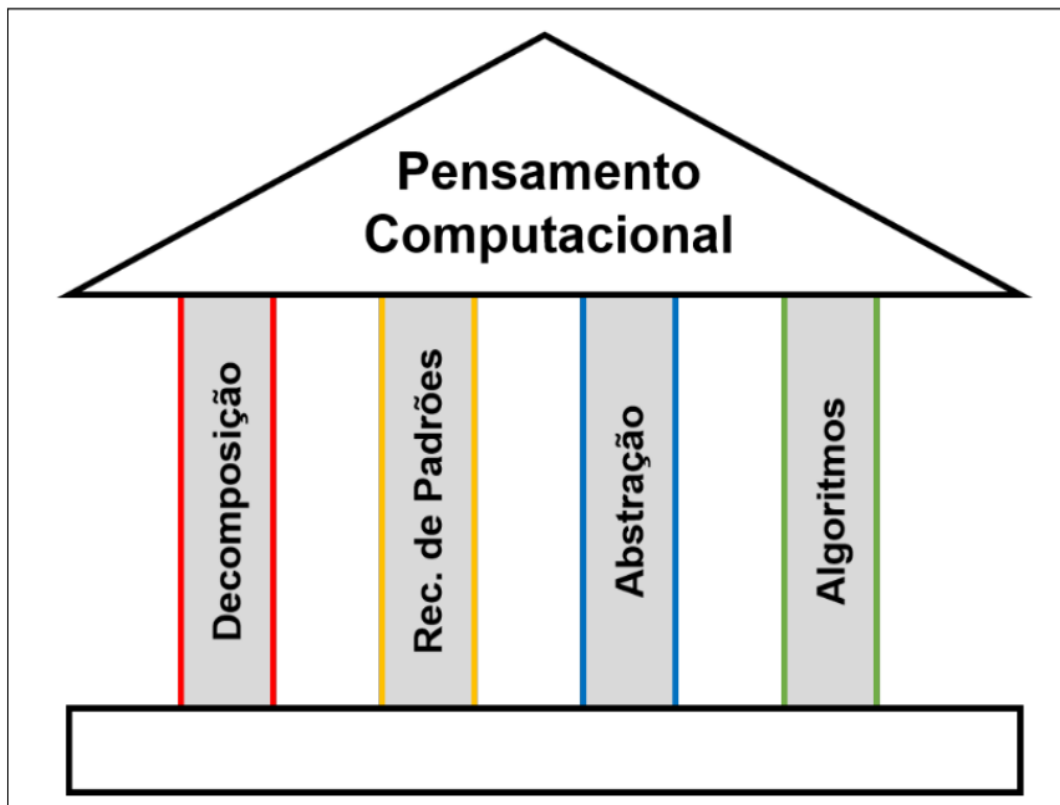 Pensamento
Computacional
Decomposição
Rec. de Padrões
Abstração
Algoritmos